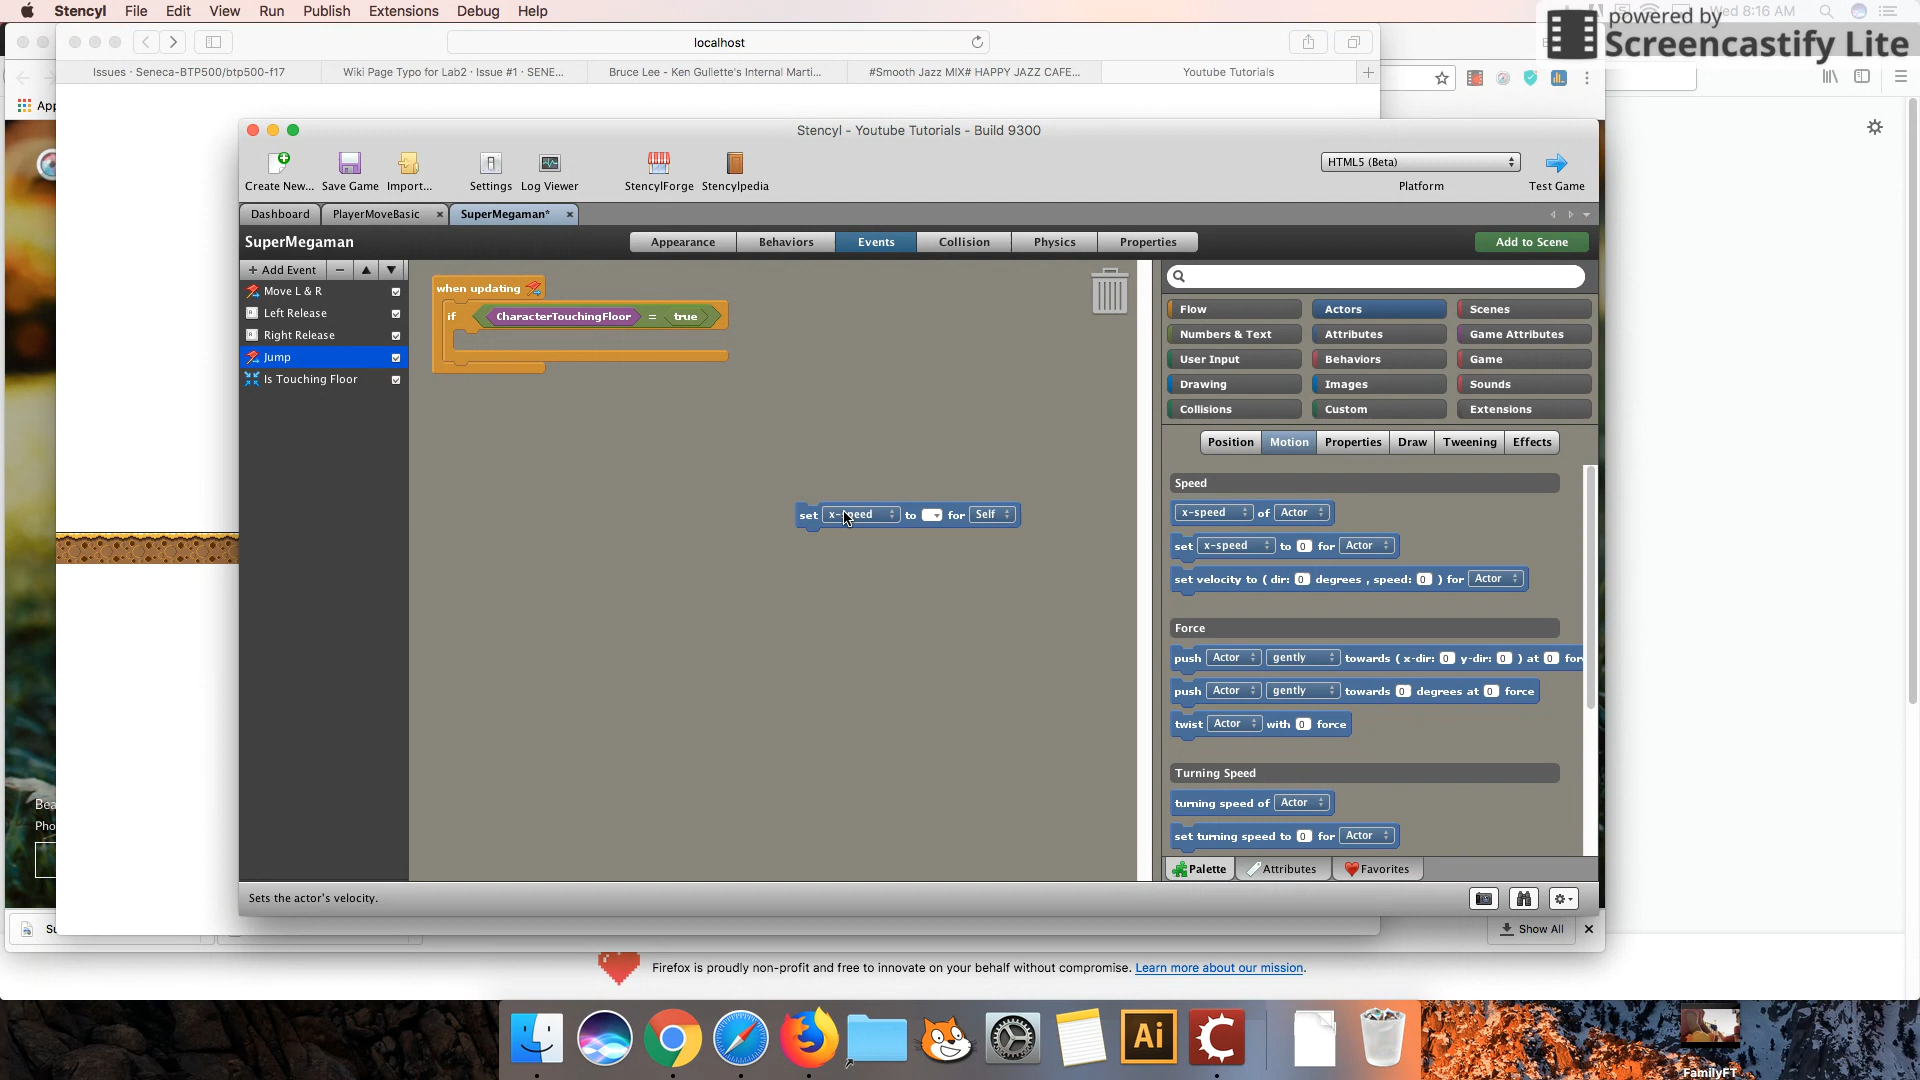 Stencyl File Edit View Run Publish Extensions Debug Help
Wed 8:16 AM
powered by
Screencastify Lite
localhost
Issues · Seneca-BTP500/btp500-f17
Wiki Page Typo for Lab2 · Issue #1 · SENE...
Bruce Lee - Ken Gullette's Internal Marti...
#Smooth Jazz MIX# HAPPY JAZZ CAFE...
Youtube Tutorials
App
Stencyl - Youtube Tutorials - Build 9300
Create New... Save Game Import... Settings Log Viewer StencylForge Stencylpedia
HTML5 (Beta)
Platform
Test Game
Dashboard PlayerMoveBasic SuperMegaman*
SuperMegaman
Appearance Behaviors Events Collision Physics Properties
Add to Scene
+ Add Event
Move L & R
Left Release
Right Release
Jump
Is Touching Floor
when updating
if CharacterTouchingFloor = true
set x-speed to for Self
Flow Actors Scenes
Numbers & Text Attributes Game Attributes
User Input Behaviors Game
Drawing Images Sounds
Collisions Custom Extensions
Position Motion Properties Draw Tweening Effects
Speed
x-speed of Actor
set x-speed to 0 for Actor
set velocity to ( dir: 0 degrees , speed: 0 ) for Actor
Force
push Actor gently towards ( x-dir: 0 y-dir: 0 ) at 0 for
push Actor gently towards 0 degrees at 0 force
twist Actor with 0 force
Turning Speed
turning speed of Actor
set turning speed to 0 for Actor
Palette Attributes Favorites
Sets the actor's velocity.
Bea
Pho
Su
Show All
Firefox is proudly non-profit and free to innovate on your behalf without compromise. Learn more about our mission.
Ai
FamilyFT